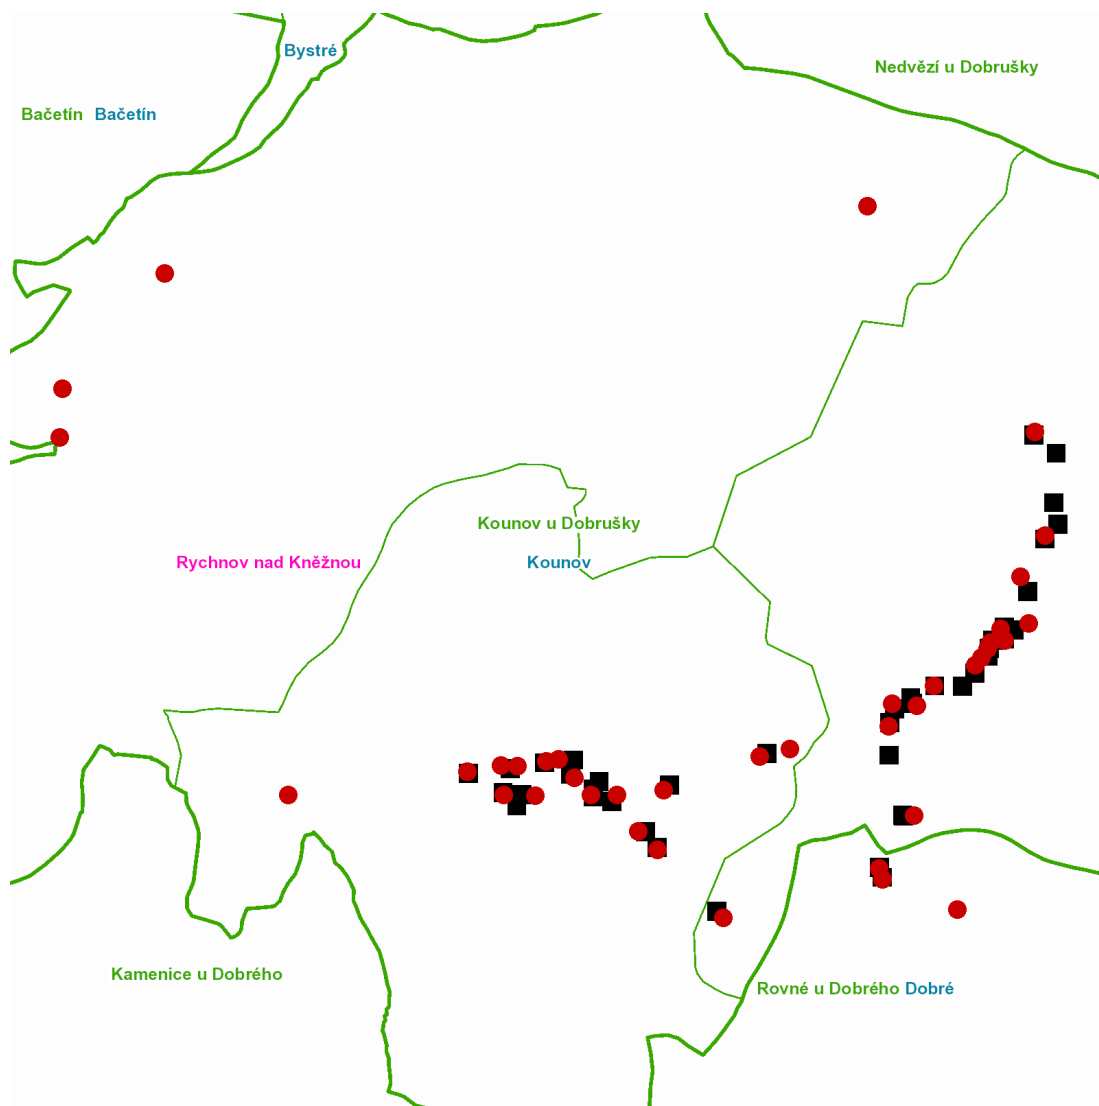 Bystré
Nedvězí u Dobrušky
Bačetín Bačetín
Kounov u Dobrušky
Rychnov nad Kněžnou
Kounov
Kamenice u Dobrého
Rovné u Dobrého Dobré